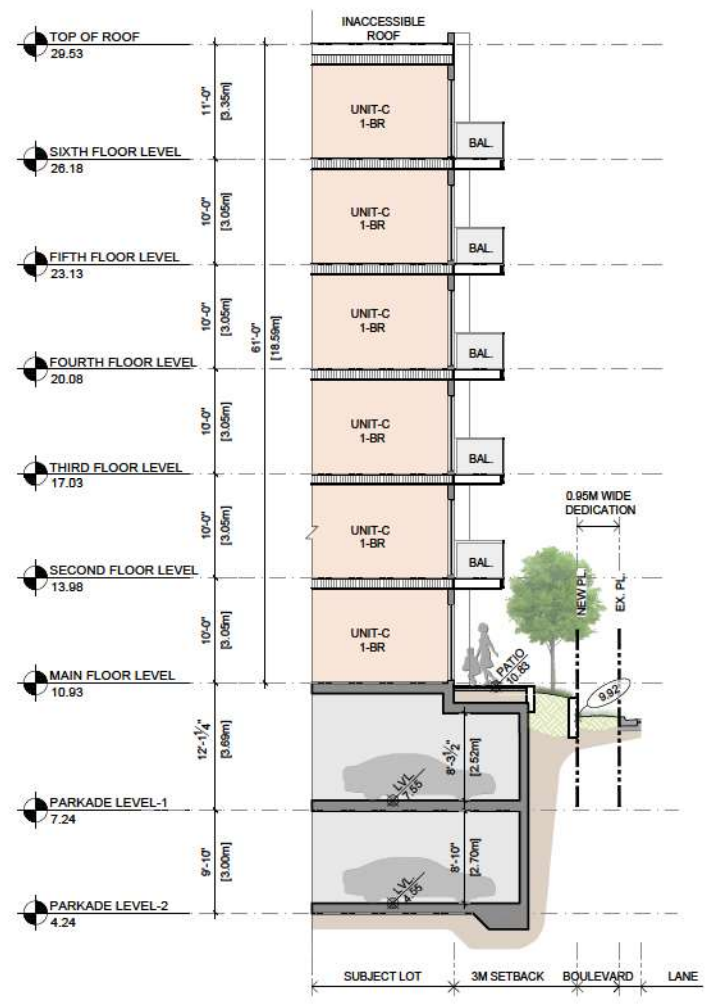 INACCESSIBLE
ROOF
TOP OF ROOF
29.53
11'-0"
[3.35m]
UNIT-C
1-BR
BAL.
SIXTH FLOOR LEVEL
26.18
10'-0"
[3.05m]
UNIT-C
1-BR
BAL.
FIFTH FLOOR LEVEL
23.13
10'-0"
[3.05m]
UNIT-C
1-BR
BAL.
61'-0"
[18.59m]
FOURTH FLOOR LEVEL
20.08
10'-0"
[3.05m]
UNIT-C
1-BR
BAL.
THIRD FLOOR LEVEL
17.03
10'-0"
[3.05m]
UNIT-C
1-BR
BAL.
0.95M WIDE
DEDICATION
SECOND FLOOR LEVEL
13.98
10'-0"
[3.05m]
UNIT-C
1-BR
NEW PL.
EX. PL.
PATIO
10.83
9.92
MAIN FLOOR LEVEL
10.93
12'-1¼"
[3.69m]
8'-3½"
[2.52m]
LVL.
7.55
PARKADE LEVEL-1
7.24
9'-10"
[3.00m]
8'-10"
[2.70m]
LVL.
4.55
PARKADE LEVEL-2
4.24
SUBJECT LOT
3M SETBACK
BOULEVARD
LANE